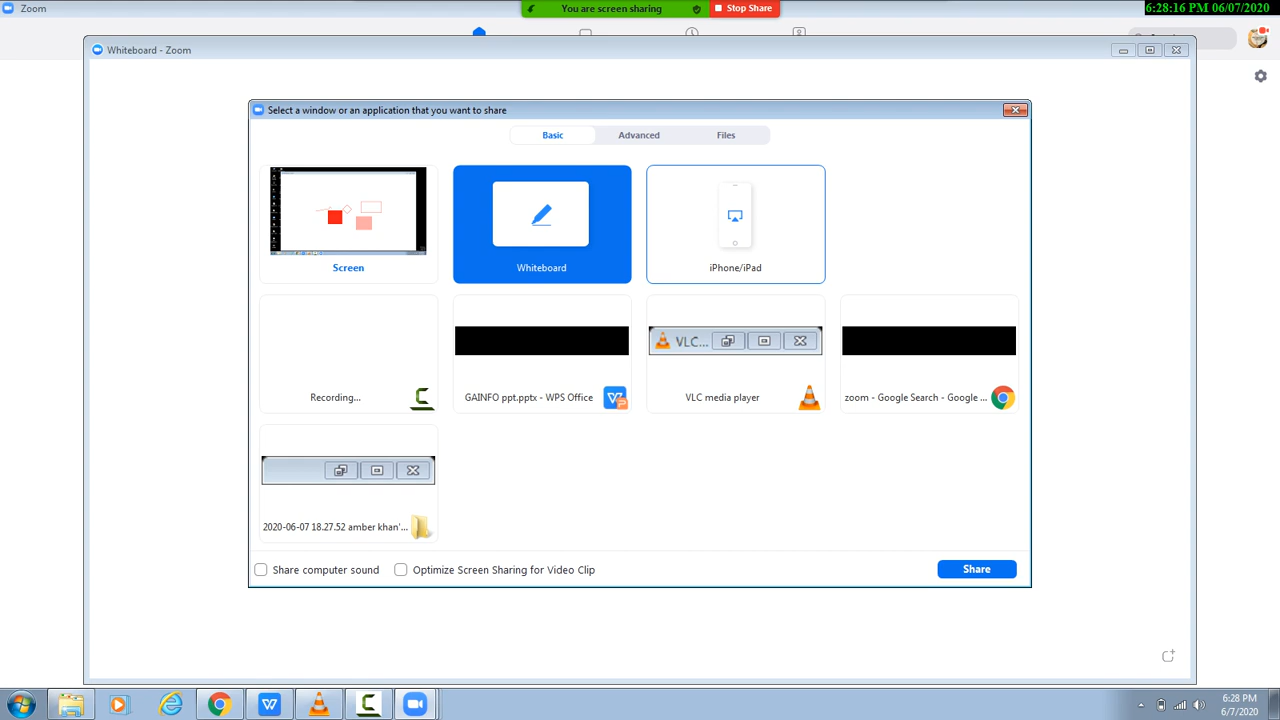 Zoom
You are screen sharing
Stop Share
6:28:16 PM 06/07/2020
Whiteboard - Zoom
Select a window or an application that you want to share
Basic
Advanced
Files
Screen
Whiteboard
iPhone/iPad
VLC...
Recording...
GAINFO ppt.pptx - WPS Office
VLC media player
zoom - Google Search - Google ...
2020-06-07 18.27.52 amber khan'...
Share computer sound
Optimize Screen Sharing for Video Clip
Share
6:28 PM
6/7/2020